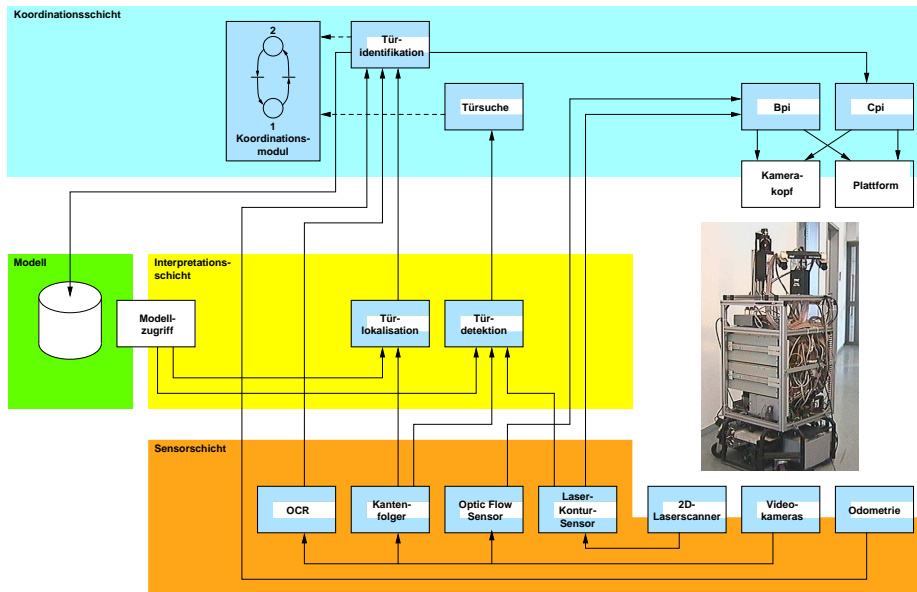 Koordinationsschicht
2
1
Koordinations-
modul
Tür-
identifikation
Türsuche
Bpi
Cpi
Kamera-
kopf
Plattform
Modell
Interpretations-
schicht
Modell-
zugriff
Tür-
lokalisation
Tür-
detektion
Sensorschicht
OCR
Kanten-
folger
Optic Flow
Sensor
Laser-
Kontur-
Sensor
2D-
Laserscanner
Video-
kameras
Odometrie